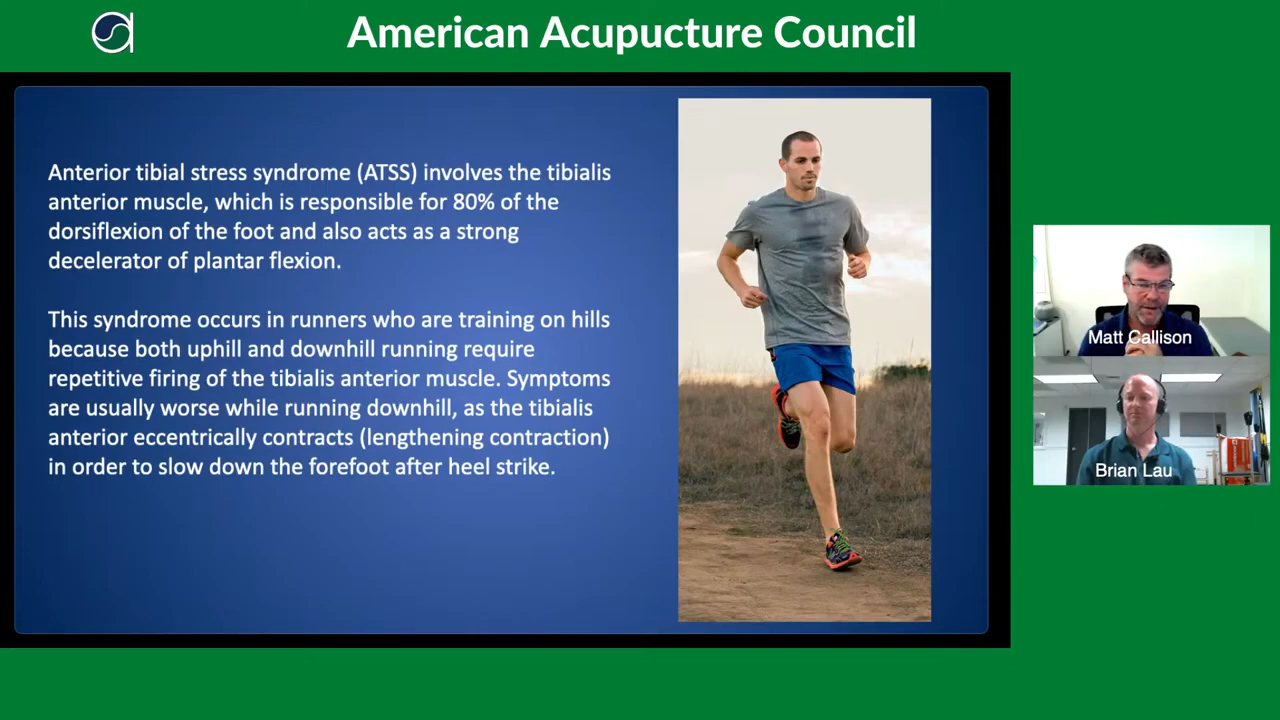 American Acupucture Council
Anterior tibial stress syndrome (ATSS) involves the tibialis
anterior muscle, which is responsible for 80% of the
dorsiflexion of the foot and also acts as a strong
decelerator of plantar flexion.
This syndrome occurs in runners who are training on hills
because both uphill and downhill running require
repetitive firing of the tibialis anterior muscle. Symptoms
are usually worse while running downhill, as the tibialis
anterior eccentrically contracts (lengthening contraction)
in order to slow down the forefoot after heel strike.
Matt Callison
Brian Lau